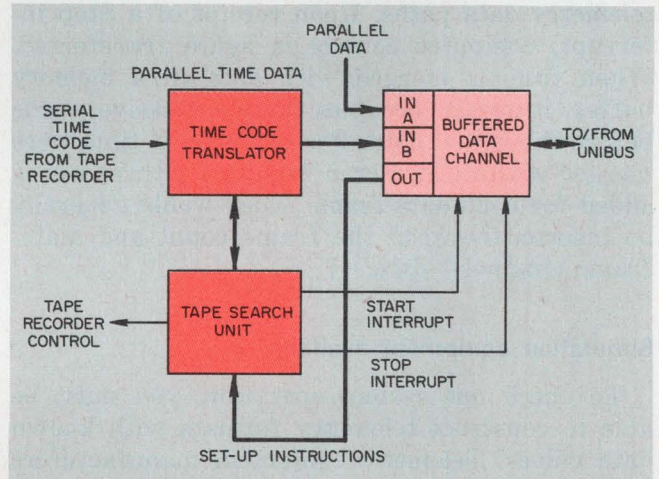 PARALLEL
DATA
PARALLEL TIME DATA
SERIAL
TIME
CODE
FROM TAPE
RECORDER
TIME CODE
TRANSLATOR
IN
A
IN
B
OUT
BUFFERED
DATA
CHANNEL
TO/FROM
UNIBUS
TAPE
RECORDER
CONTROL
TAPE SEARCH
UNIT
START
INTERRUPT
STOP
INTERRUPT
SET-UP INSTRUCTIONS